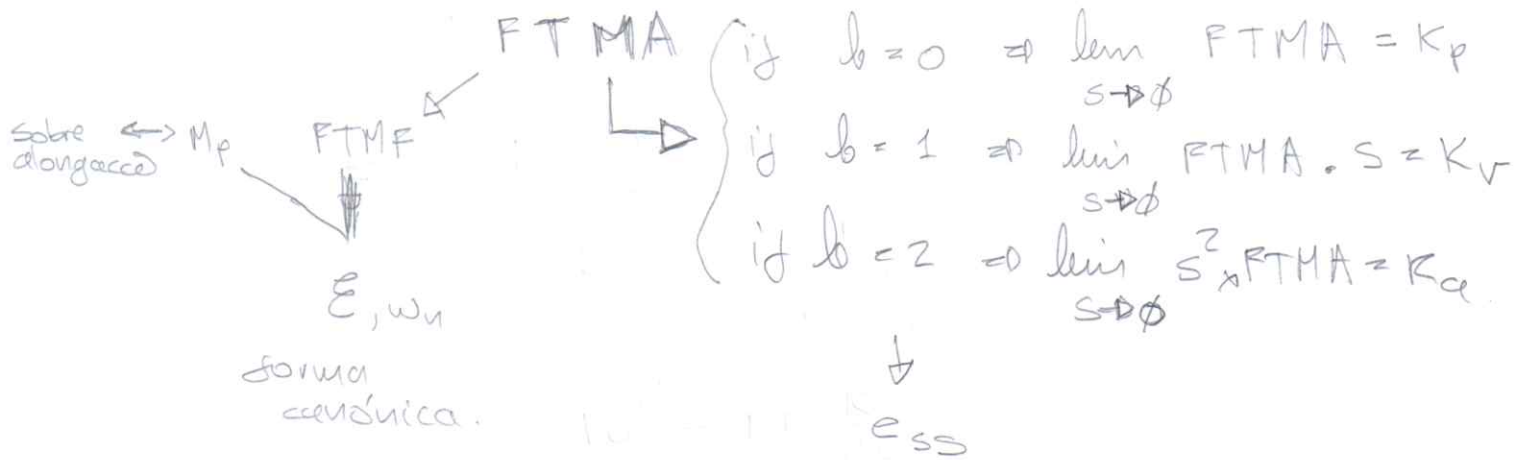 FTMA
if b = 0 ⇒ lim FTMA = Kp
s→0
if b = 1 ⇒ lim FTMA . S = Kv
s→0
if b = 2 ⇒ lim s² x FTMA = Ka
s→0
ess
sobre ↔ Mp FTMF
alongacco
ξ, ωn
forma
canónica.